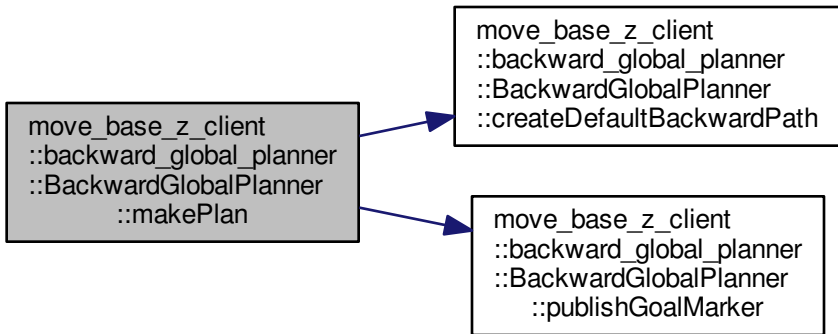 move_base_z_client
::backward_global_planner
::BackwardGlobalPlanner
::makePlan
move_base_z_client
::backward_global_planner
::BackwardGlobalPlanner
::createDefaultBackwardPath
move_base_z_client
::backward_global_planner
::BackwardGlobalPlanner
::publishGoalMarker